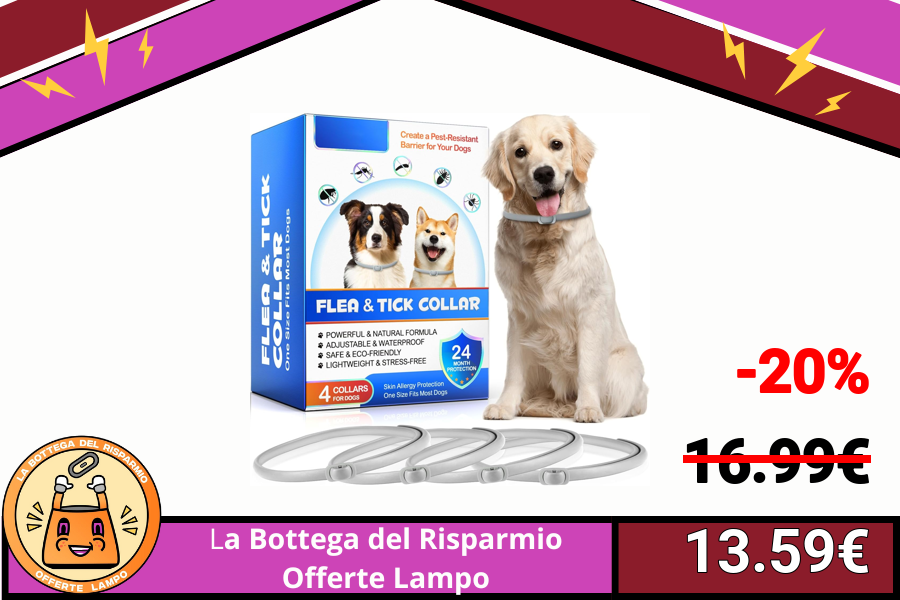 Create a Pest-Resistant
Barrier for Your Dogs
FLEA & TICK
COLLAR
One Size Fits Most Dogs
FLEA & TICK COLLAR
POWERFUL & NATURAL FORMULA
ADJUSTABLE & WATERPROOF
SAFE & ECO-FRIENDLY
LIGHTWEIGHT & STRESS-FREE
24
MONTH
PROTECTION
4 COLLARS
FOR DOGS
Skin Allergy Protection
One Size Fits Most Dogs
-20%
16.99€
13.59€
LA BOTTEGA DEL RISPARMIO
OFFERTE LAMPO
La Bottega del Risparmio
Offerte Lampo